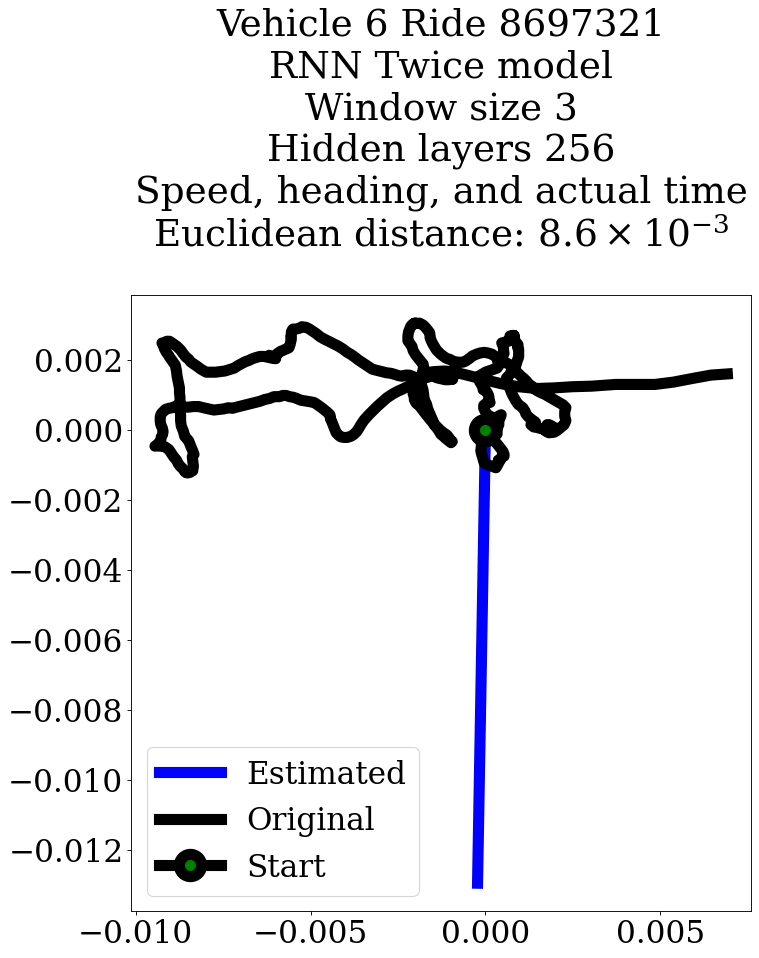 Vehicle 6 Ride 8697321
RNN Twice model
Window size 3
Hidden layers 256
Speed, heading, and actual time
Euclidean distance: 8.6 × 10⁻³
0.002
0.000
−0.002
−0.004
−0.006
−0.008
−0.010
−0.012
Estimated
Original
Start
−0.010 −0.005 0.000 0.005